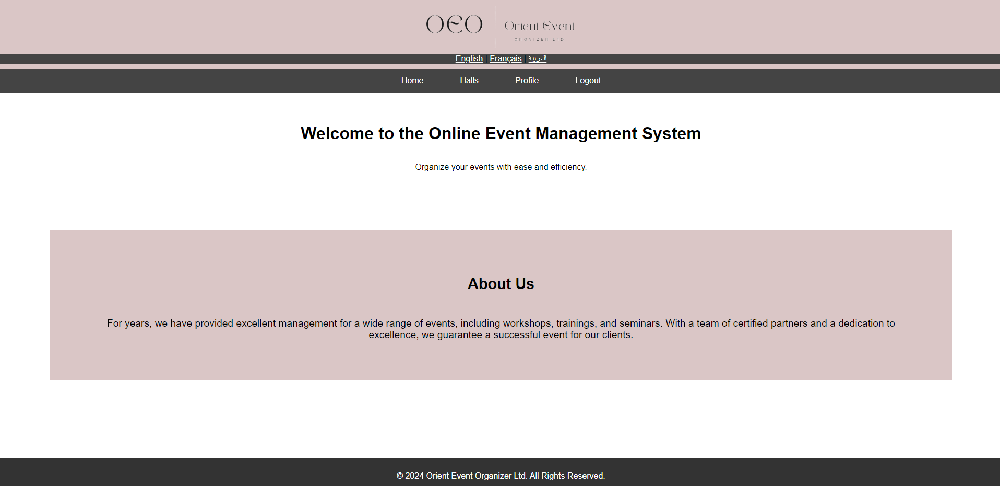 OEO
Orient Event
ORGNIZER LTD
English | Français | العربية
Home Halls Profile Logout
Welcome to the Online Event Management System
Organize your events with ease and efficiency.
About Us
For years, we have provided excellent management for a wide range of events, including workshops, trainings, and seminars. With a team of certified partners and a dedication to
excellence, we guarantee a successful event for our clients.
© 2024 Orient Event Organizer Ltd. All Rights Reserved.